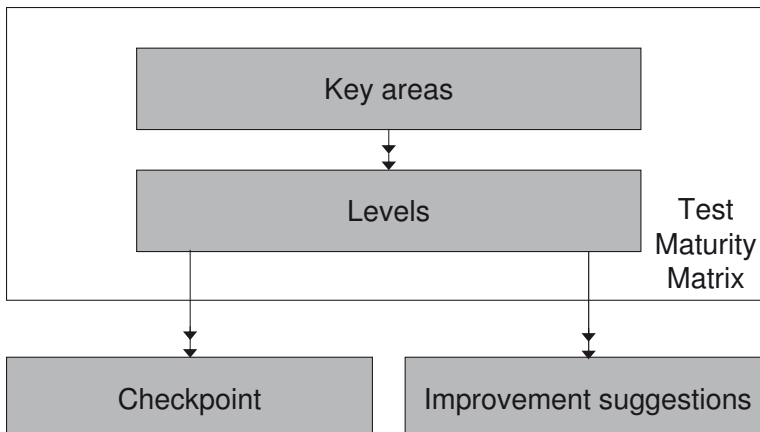 Key areas
Levels
Test
Maturity
Matrix
Checkpoint
Improvement suggestions